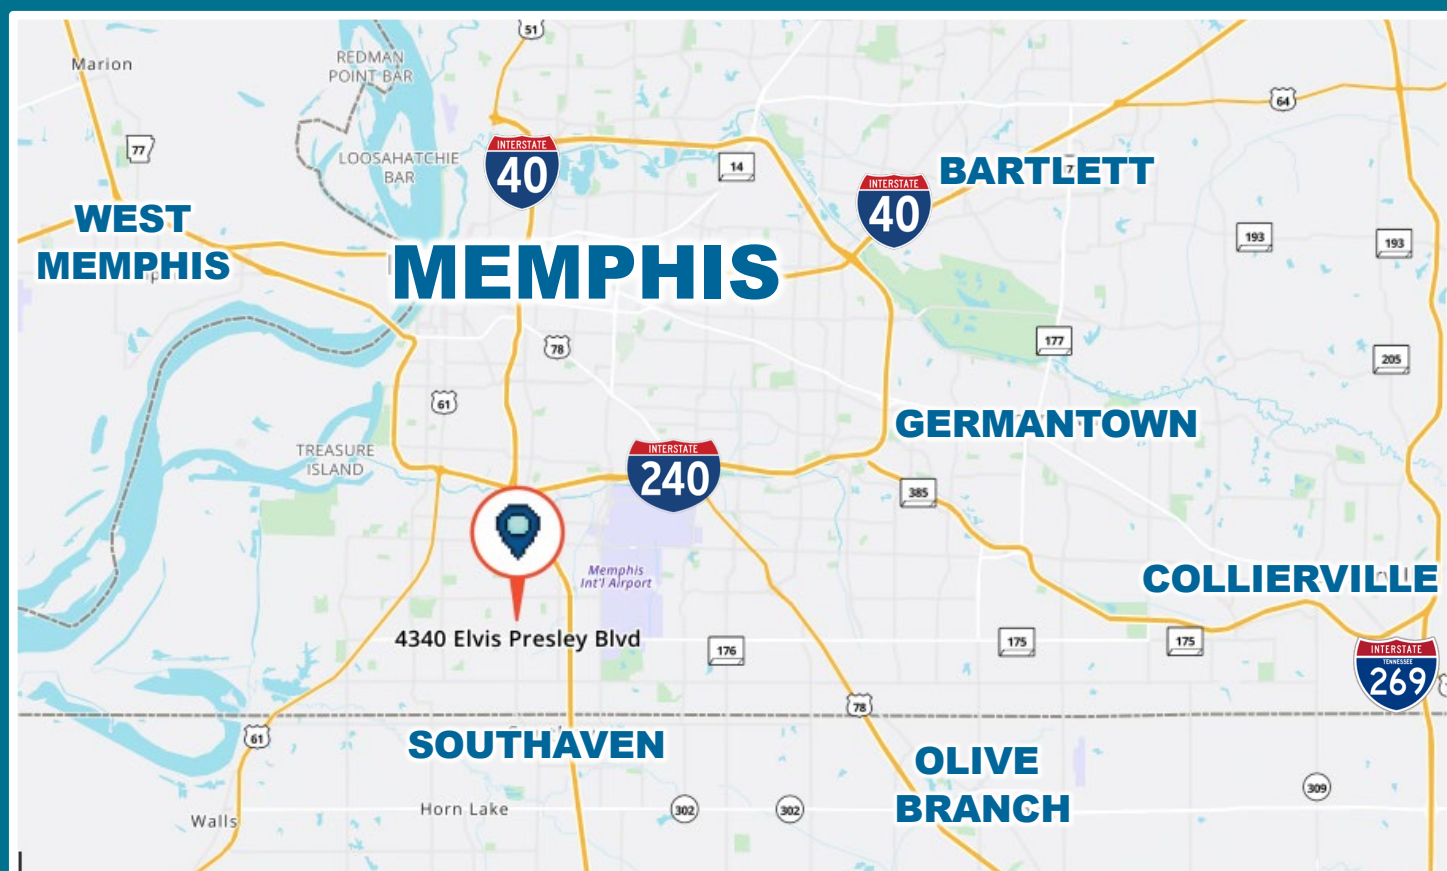 51
Marion
REDMAN
POINT BAR
64
77
INTERSTATE
40
LOOSAHATCHIE
BAR
14
BARTLETT
7
INTERSTATE
40
WEST
MEMPHIS
193
193
MEMPHIS
78
177
205
61
GERMANTOWN
TREASURE
ISLAND
INTERSTATE
240
385
Memphis
Int'l Airport
COLLIERVILLE
4340 Elvis Presley Blvd
176
175
175
INTERSTATE
TENNESSEE
269
78
61
SOUTHAVEN
OLIVE
BRANCH
309
Horn Lake
302
302
Walls